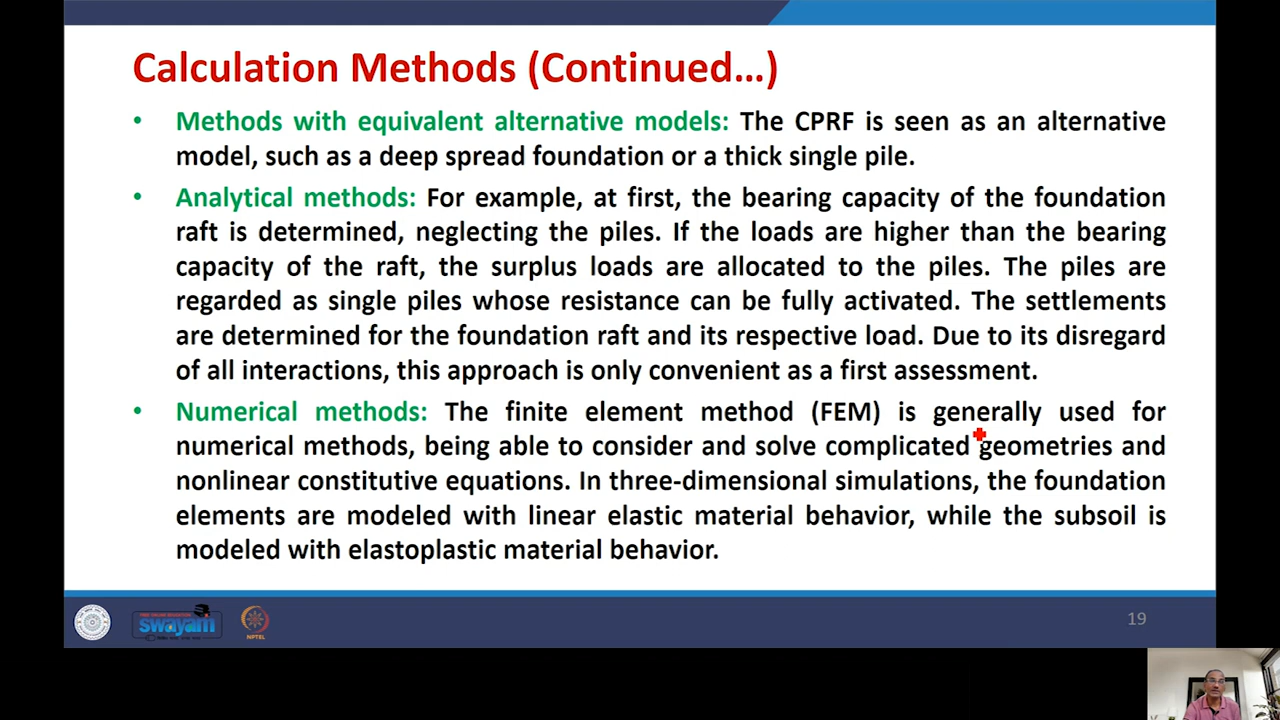 Calculation Methods (Continued...)
• Methods with equivalent alternative models: The CPRF is seen as an alternative
model, such as a deep spread foundation or a thick single pile.
• Analytical methods: For example, at first, the bearing capacity of the foundation
raft is determined, neglecting the piles. If the loads are higher than the bearing
capacity of the raft, the surplus loads are allocated to the piles. The piles are
regarded as single piles whose resistance can be fully activated. The settlements
are determined for the foundation raft and its respective load. Due to its disregard
of all interactions, this approach is only convenient as a first assessment.
• Numerical methods: The finite element method (FEM) is generally used for
numerical methods, being able to consider and solve complicated geometries and
nonlinear constitutive equations. In three-dimensional simulations, the foundation
elements are modeled with linear elastic material behavior, while the subsoil is
modeled with elastoplastic material behavior.
swayam
NPTEL
19